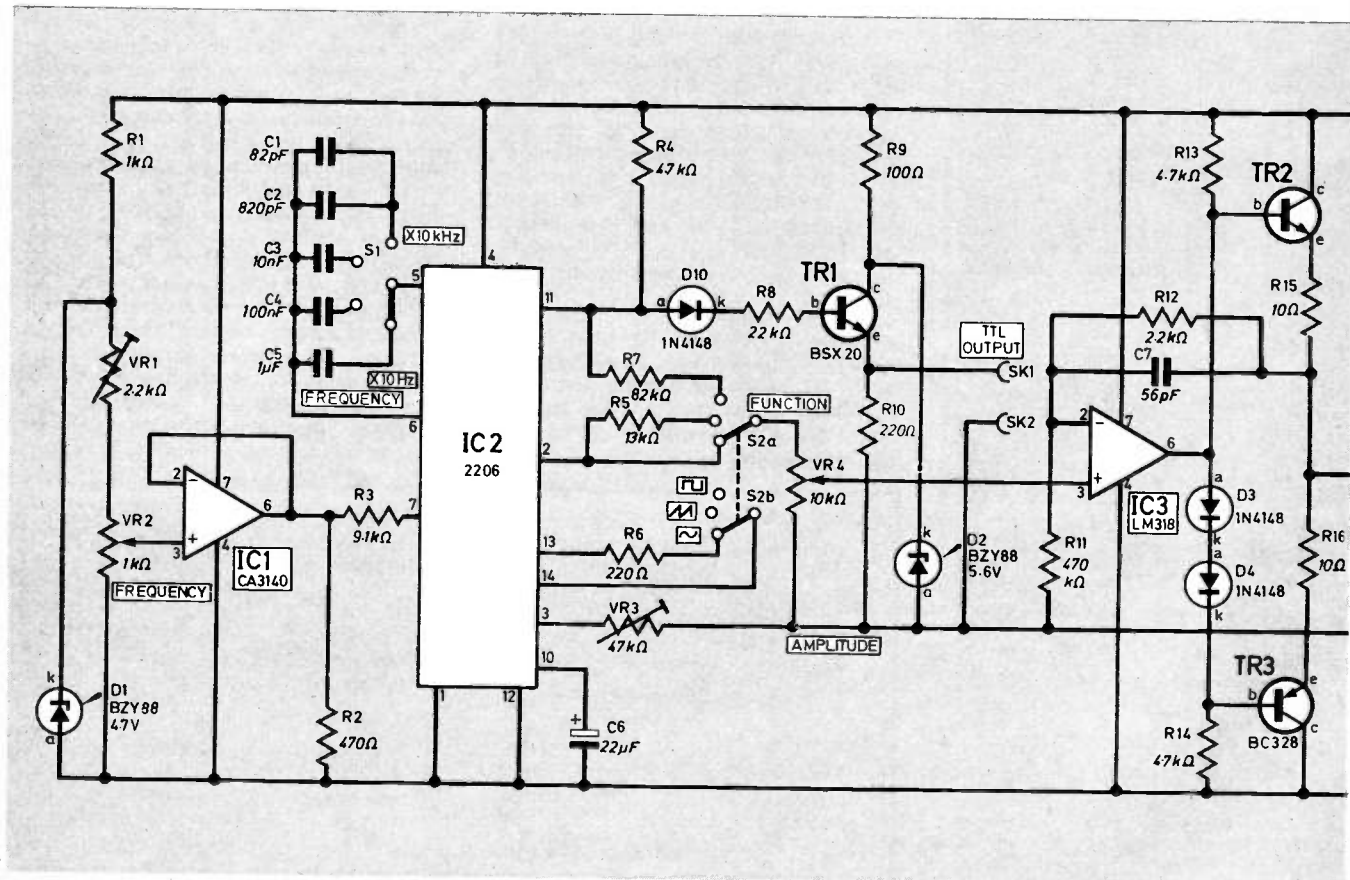 R1
1kΩ
VR1
2·2kΩ
VR2
1kΩ
FREQUENCY
k
D1
BZY88
4·7V
a
2
−
+
3
7
6
4
IC1
CA3140
R2
470Ω
R3
9·1kΩ
C1
82pF
C2
820pF
C3
10nF
C4
100nF
C5
1μF
S1
X10kHz
X10Hz
FREQUENCY
4
5
6
7
IC2
2206
11
2
13
14
3
10
1
12
R4
4·7kΩ
a
D10
k
1N4148
R8
22kΩ
R7
82kΩ
R5
13kΩ
FUNCTION
S2a
S2b
R6
220Ω
VR3
47kΩ
+
C6
22μF
VR4
10kΩ
AMPLITUDE
R9
100Ω
TR1
b
c
e
BSX20
R10
220Ω
k
D2
BZY88
5·6V
a
TTL
OUTPUT
SK1
SK2
R12
2·2kΩ
C7
56pF
2
−
+
3
7
6
4
IC3
LM318
R11
470
kΩ
R13
4·7kΩ
TR2
b
c
e
R15
10Ω
a
D3
1N4148
k
a
D4
1N4148
k
R16
10Ω
TR3
b
e
c
BC328
R14
4·7kΩ